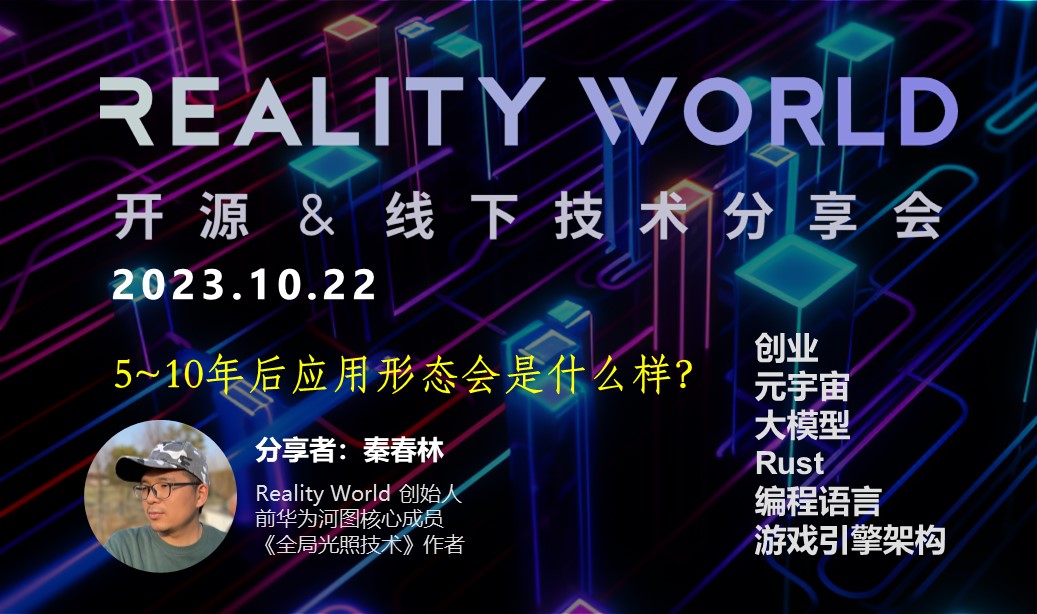 REALITY WORLD
开源 & 线下技术分享会
2023.10.22
5~10年后应用形态会是什么样?
分享者：秦春林
Reality World 创始人
前华为河图核心成员
《全局光照技术》作者
创业
元宇宙
大模型
Rust
编程语言
游戏引擎架构